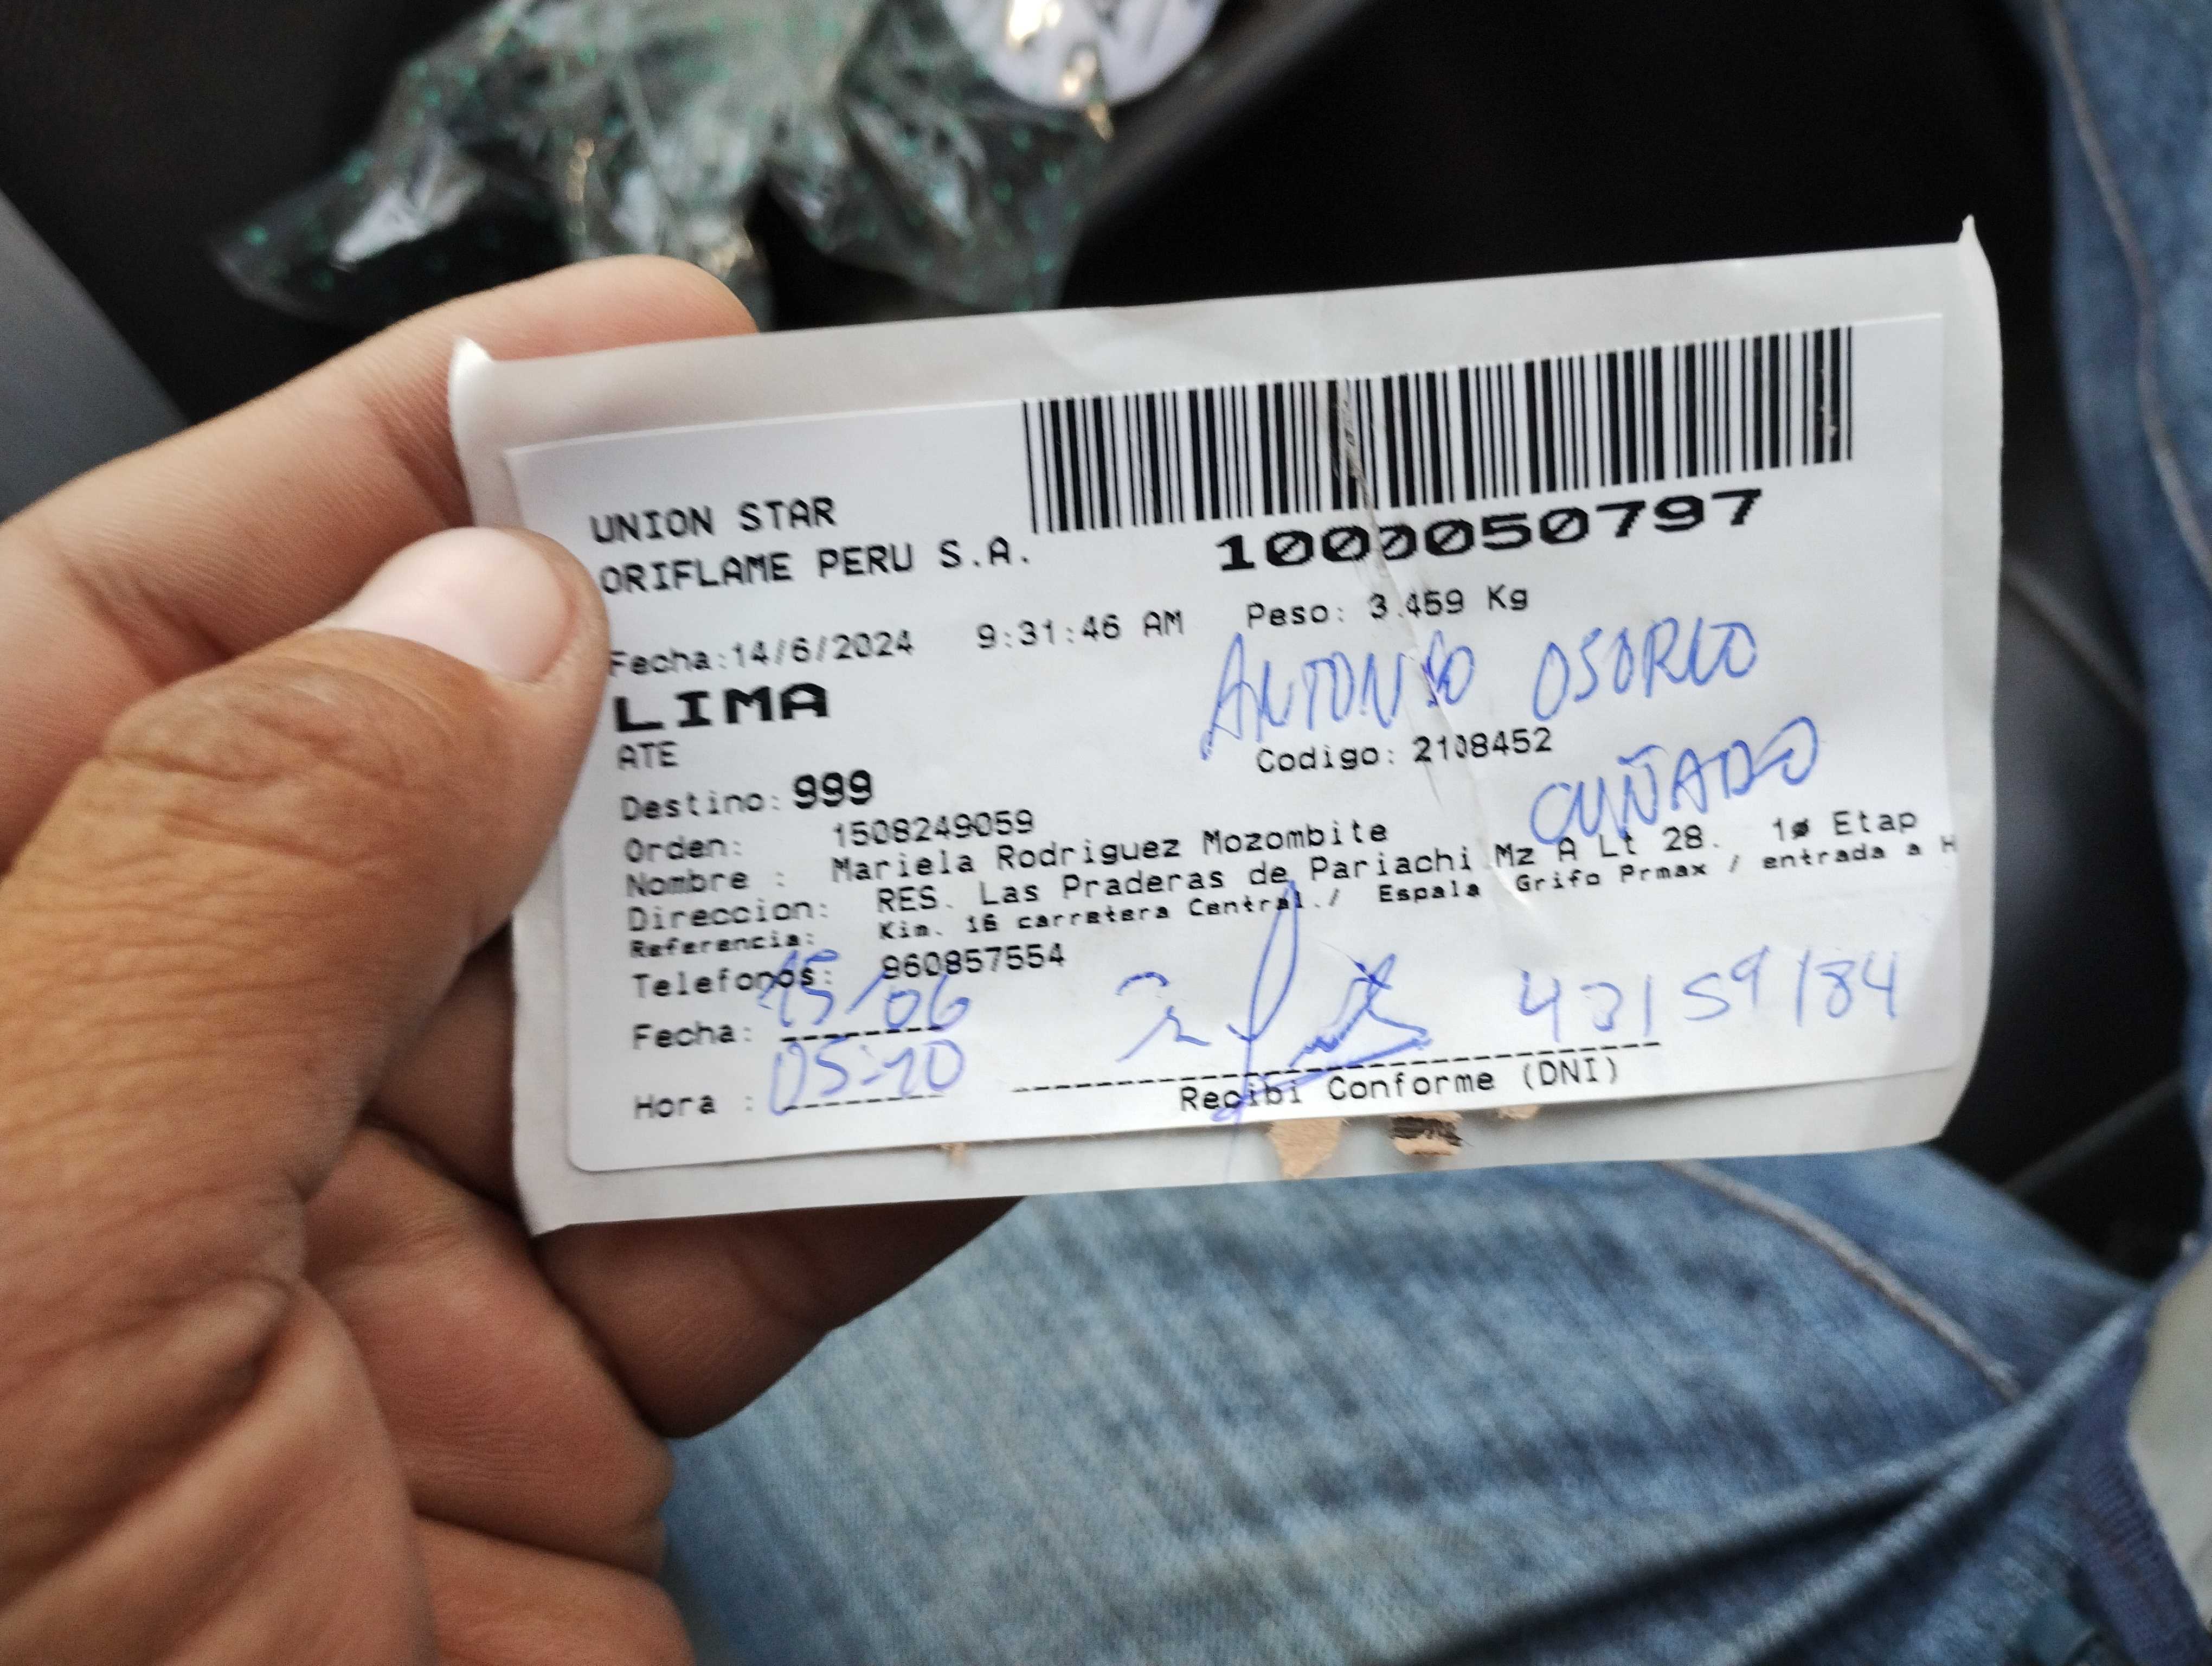 UNION STAR
ORIFLAME PERU S.A.
1000050797
Fecha:14/6/2024 9:31:46 AM Peso: 3.459 Kg
LIMA
ANTONIO OSORIO
ATE
Codigo: 2108452
CUÑADO
Destino: 999
Orden: 1508249059
Nombre : Mariela Rodriguez Mozombite
Direccion: RES. Las Praderas de Pariachi Mz A Lt 28. 1ø Etap
Referencia: Kim. 16 carretera Central./ Espala Grifo Prmax / entrada a H
Telefonos: 960857554
Fecha: 15/06
43159184
Hora : 05:10
Recibi Conforme (DNI)